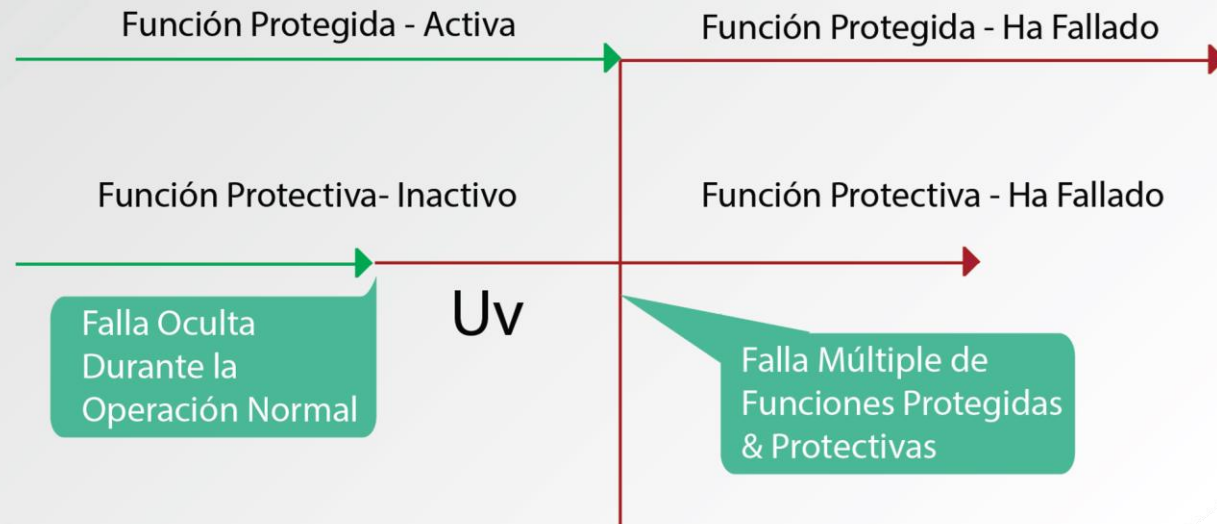 Función Protegida - Activa
Función Protegida - Ha Fallado
Función Protectiva- Inactivo
Función Protectiva - Ha Fallado
Uv
Falla Oculta
Durante la
Operación Normal
Falla Múltiple de
Funciones Protegidas
& Protectivas